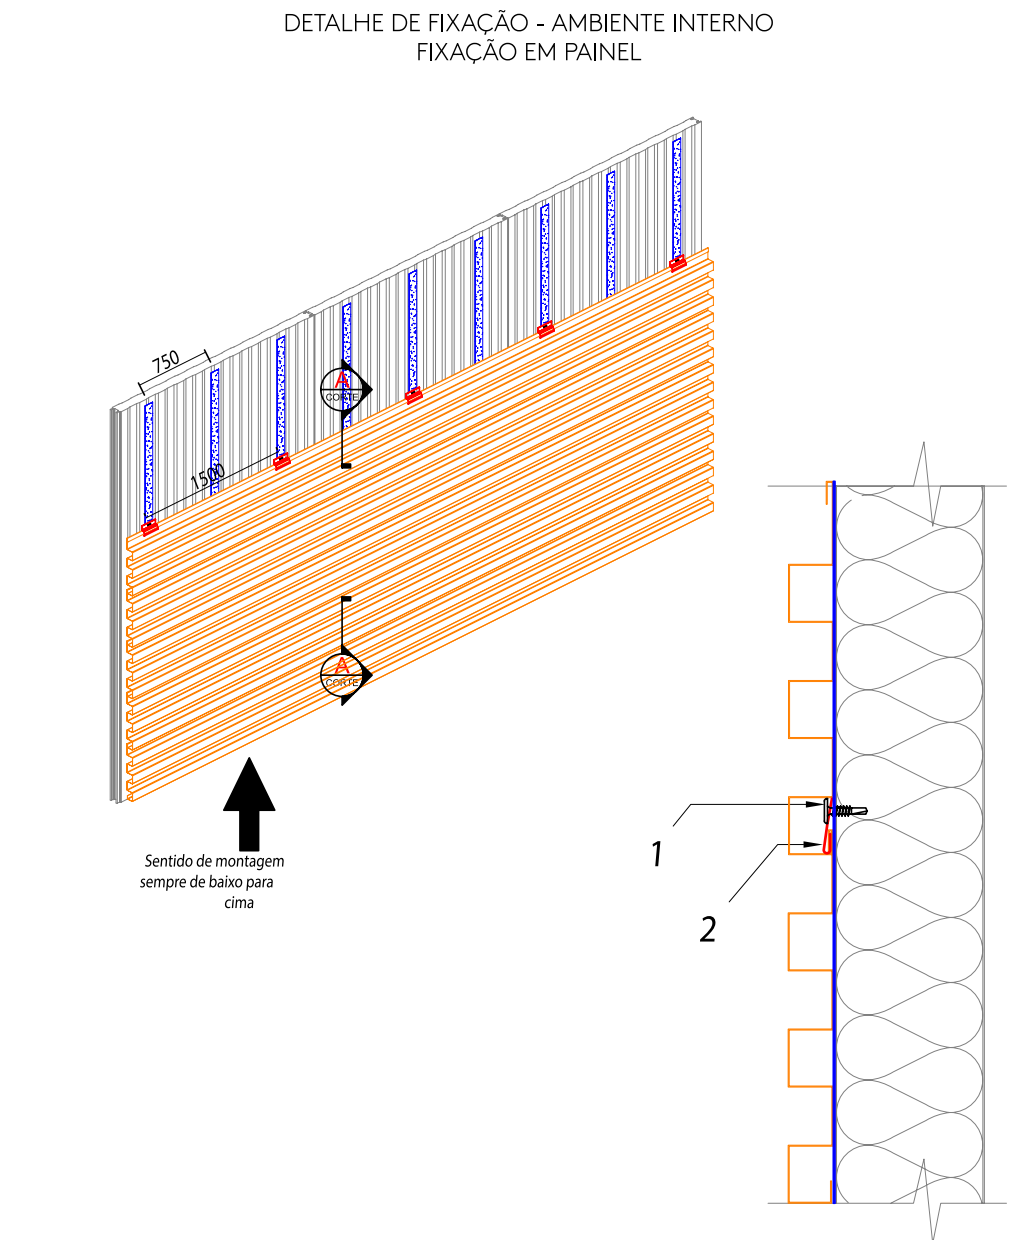 DETALHE DE FIXAÇÃO - AMBIENTE INTERNO
FIXAÇÃO EM PAINEL
750
A
CORTE
1500
A
CORTE
1
2
Sentido de montagem
sempre de baixo para
cima